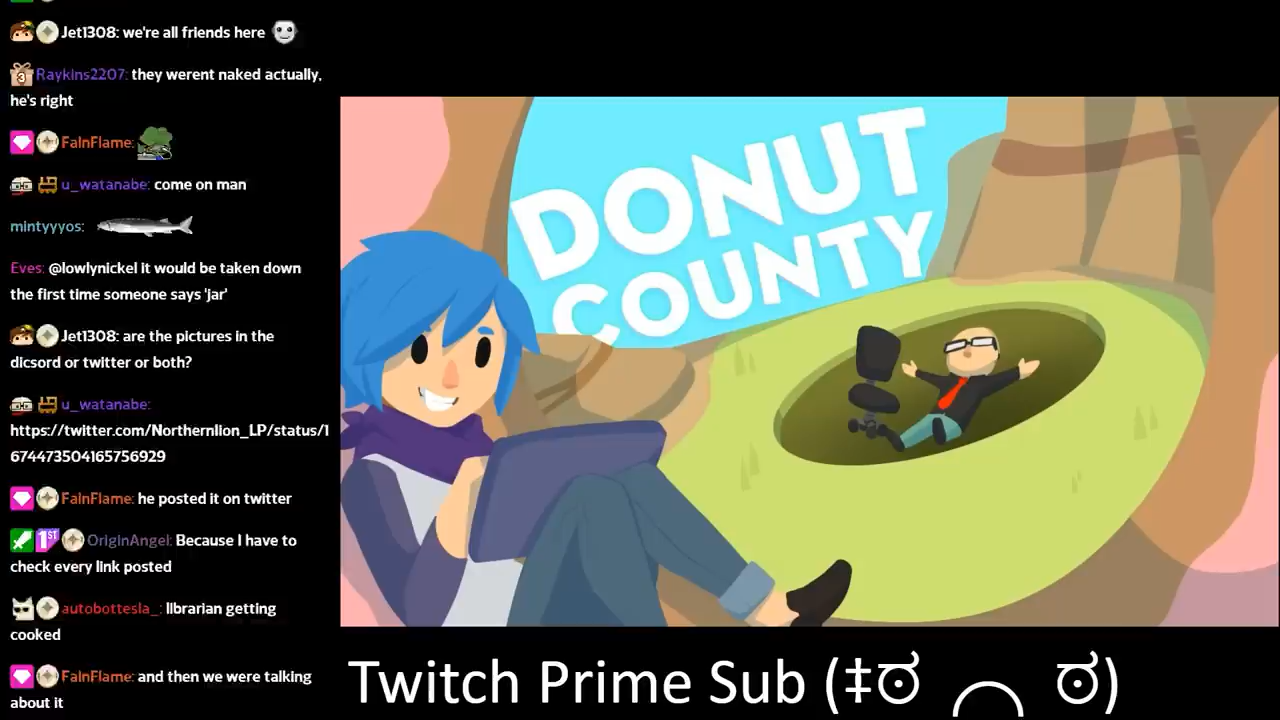 Jet1308: we're all friends here
Raykins2207: they werent naked actually,
he's right
FaInFlame:
u_watanabe: come on man
mintyyyos:
Eves: @lowlynickel it would be taken down
the first time someone says 'jar'
Jet1308: are the pictures in the
dicsord or twitter or both?
u_watanabe:
https://twitter.com/Northernlion_LP/status/1
674473504165756929
FaInFlame: he posted it on twitter
1ST OriginAngel: Because I have to
check every link posted
autobottesla_: librarian getting
cooked
FaInFlame: and then we were talking
about it
DONUT
COUNTY
Twitch Prime Sub (‡ಠ ◠ ಠ)